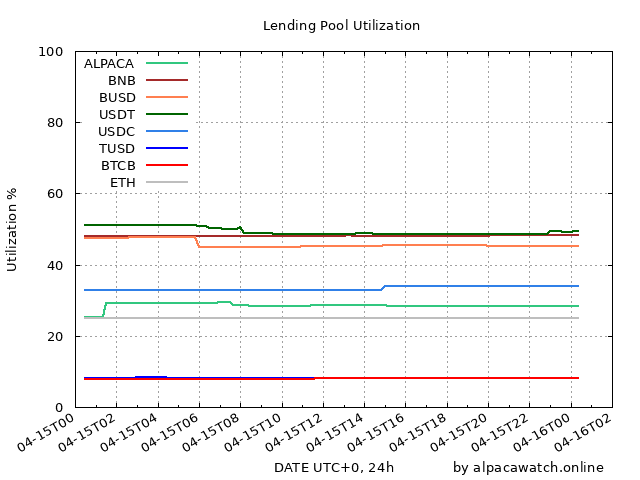 Lending Pool Utilization
Utilization %
100
80
60
40
20
0
ALPACA
BNB
BUSD
USDT
USDC
TUSD
BTCB
ETH
04-15T00
04-15T02
04-15T04
04-15T06
04-15T08
04-15T10
04-15T12
04-15T14
04-15T16
04-15T18
04-15T20
04-15T22
04-16T00
04-16T02
DATE UTC+0, 24h
by alpacawatch.online